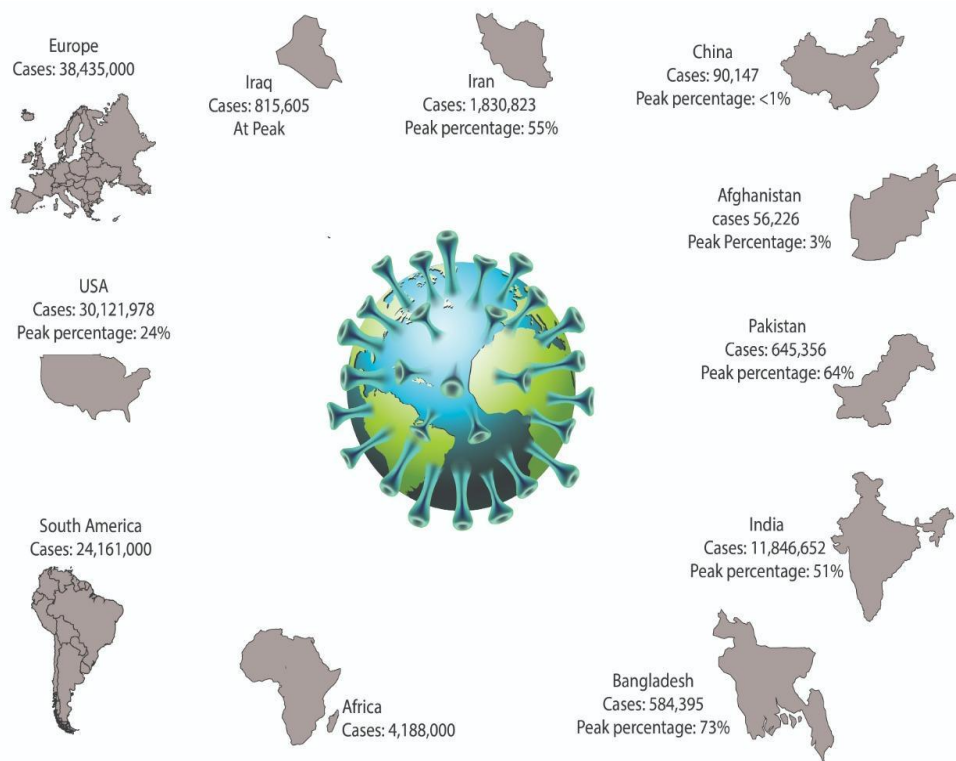 Europe
Cases: 38,435,000
Iraq
Cases: 815,605
At Peak
Iran
Cases: 1,830,823
Peak percentage: 55%
China
Cases: 90,147
Peak percentage: <1%
Afghanistan
cases 56,226
Peak Percentage: 3%
USA
Cases: 30,121,978
Peak percentage: 24%
Pakistan
Cases: 645,356
Peak percentage: 64%
South America
Cases: 24,161,000
India
Cases: 11,846,652
Peak percentage: 51%
Africa
Cases: 4,188,000
Bangladesh
Cases: 584,395
Peak percentage: 73%